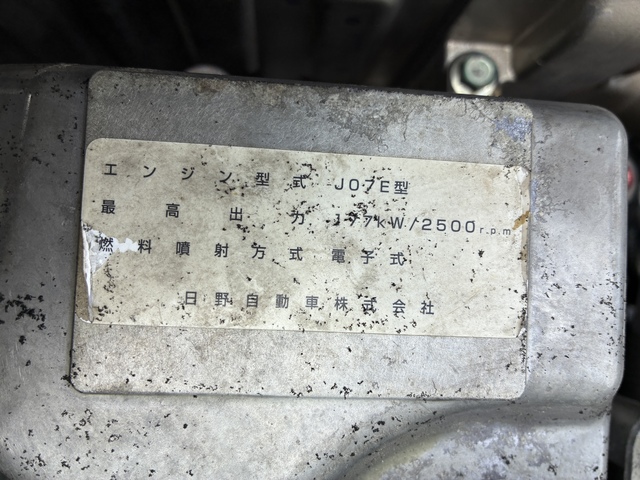 エンジン型式 J07E型
最高出力 177kW/2500r.p.m
燃料噴射方式 電子式
日野自動車株式会社